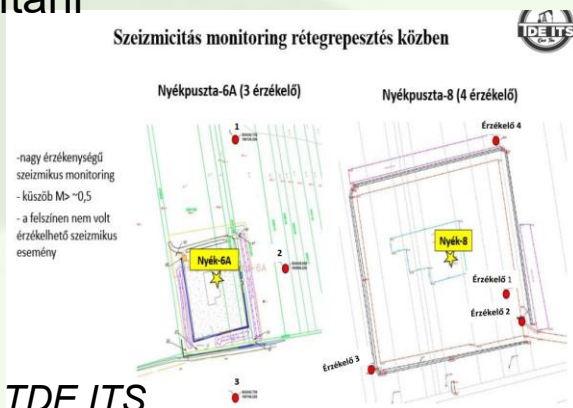 Szeizmicitás monitoring rétegrepesztés közben
TDE ITS
Nyékpuszta-6A (3 érzékelő)
Nyékpuszta-8 (4 érzékelő)
-nagy érzékenységű
szeizmikus monitoring
- küszöb M> ~0,5
- a felszínen nem volt
érzékelhető szeizmikus
esemény
1
2
3
Nyék-6A
Érzékelő 4
Nyék-8
Érzékelő 1
Érzékelő 2
Érzékelő 3
TDE ITS